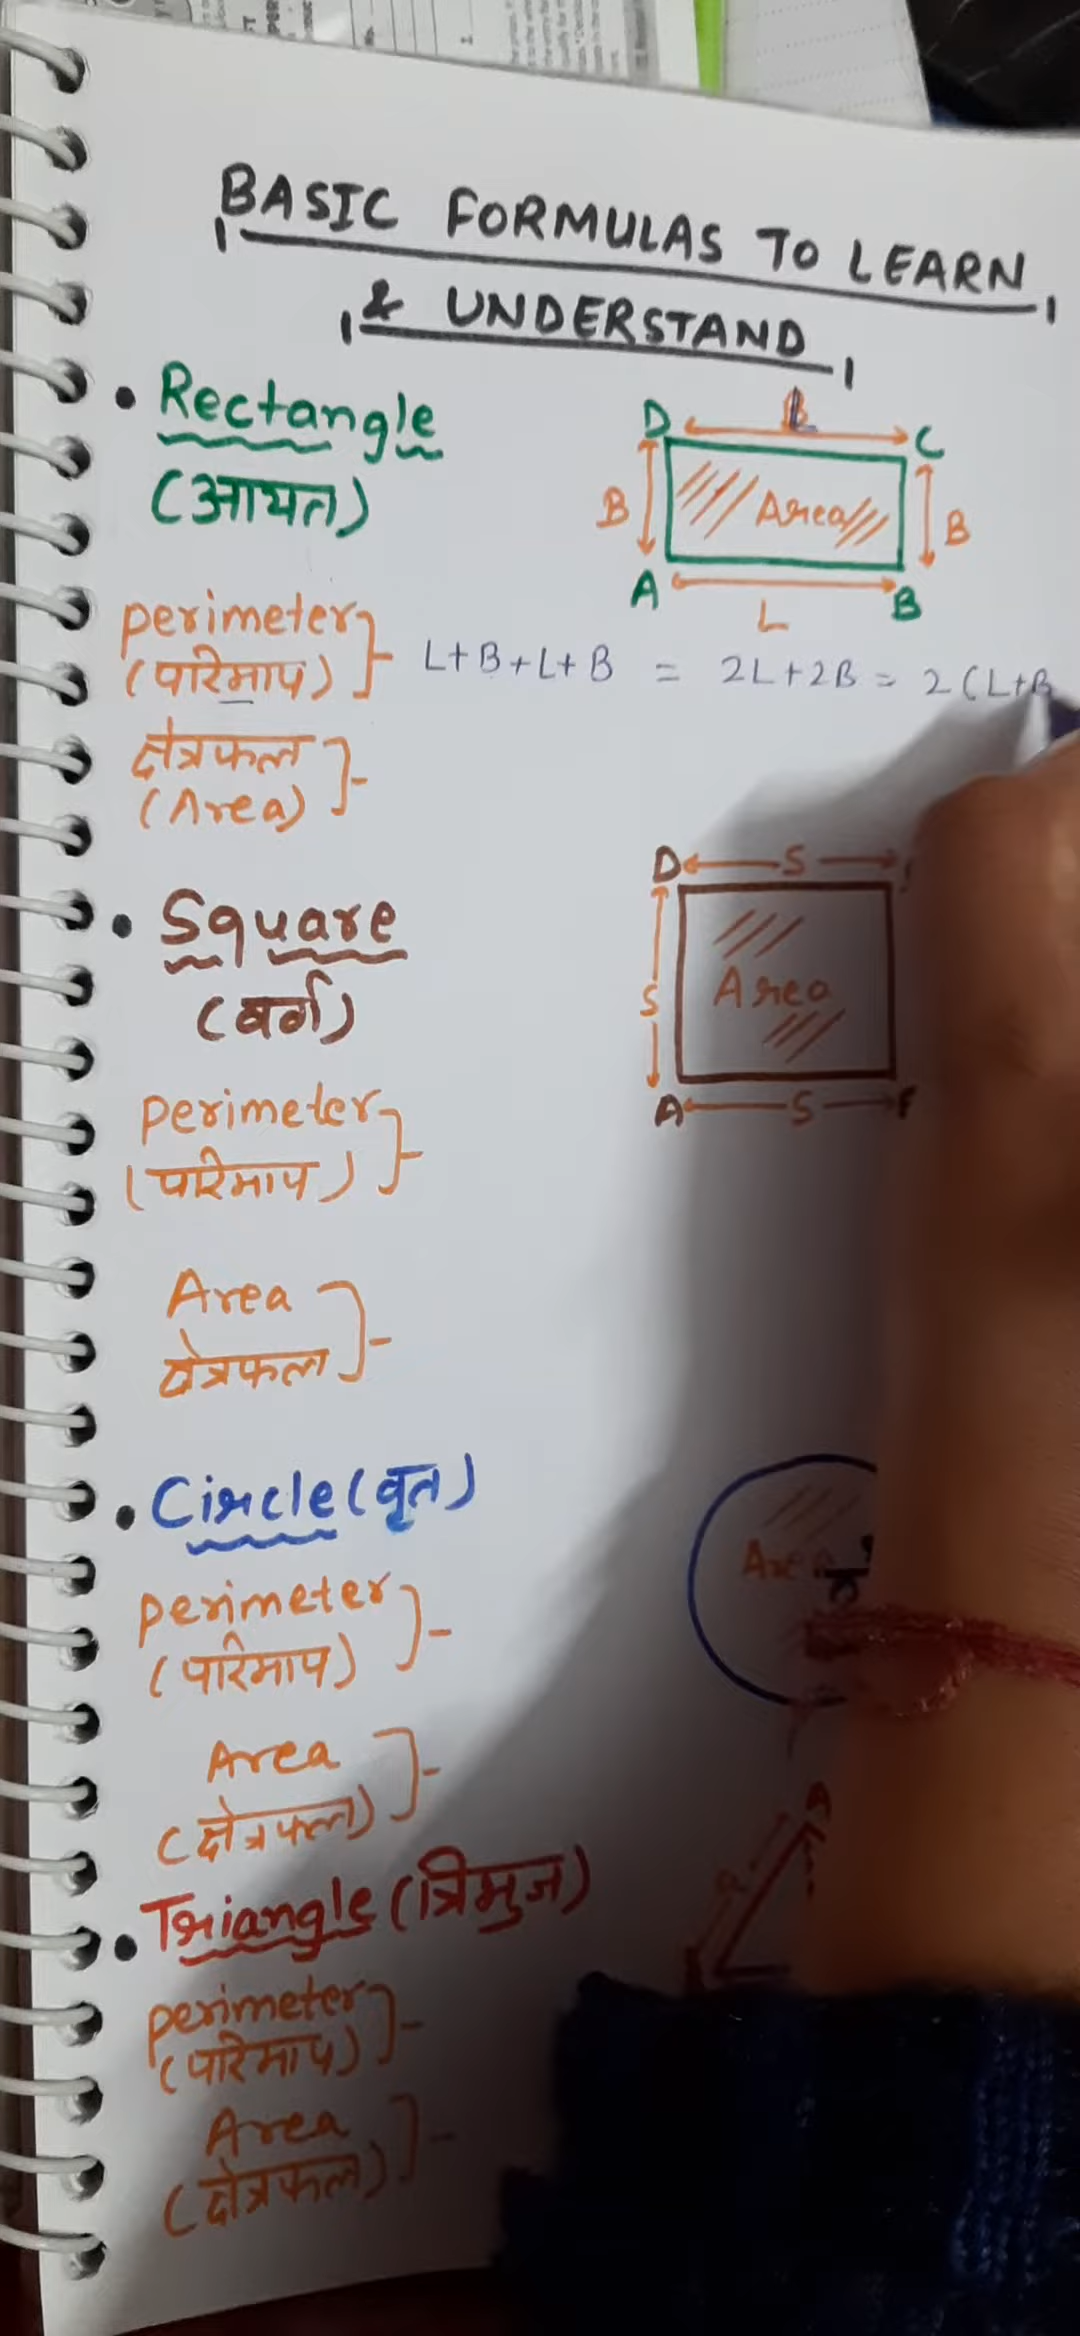 BASIC FORMULAS TO LEARN
& UNDERSTAND
• Rectangle
(आयत)
D L C
B Area B
A L B
perimeter
(परिमाप) - L+B+L+B = 2L+2B = 2(L+B
क्षेत्रफल
(Area) -
• Square
(वर्ग)
D S
S Area
A S
perimeter
(परिमाप) -
Area
क्षेत्रफल -
• Circle (वृत)
Area
perimeter
(परिमाप) -
Area
(क्षेत्रफल) -
• Triangle (त्रिभुज)
A
a
perimeter
(परिमाप) -
Area
(क्षेत्रफल) -